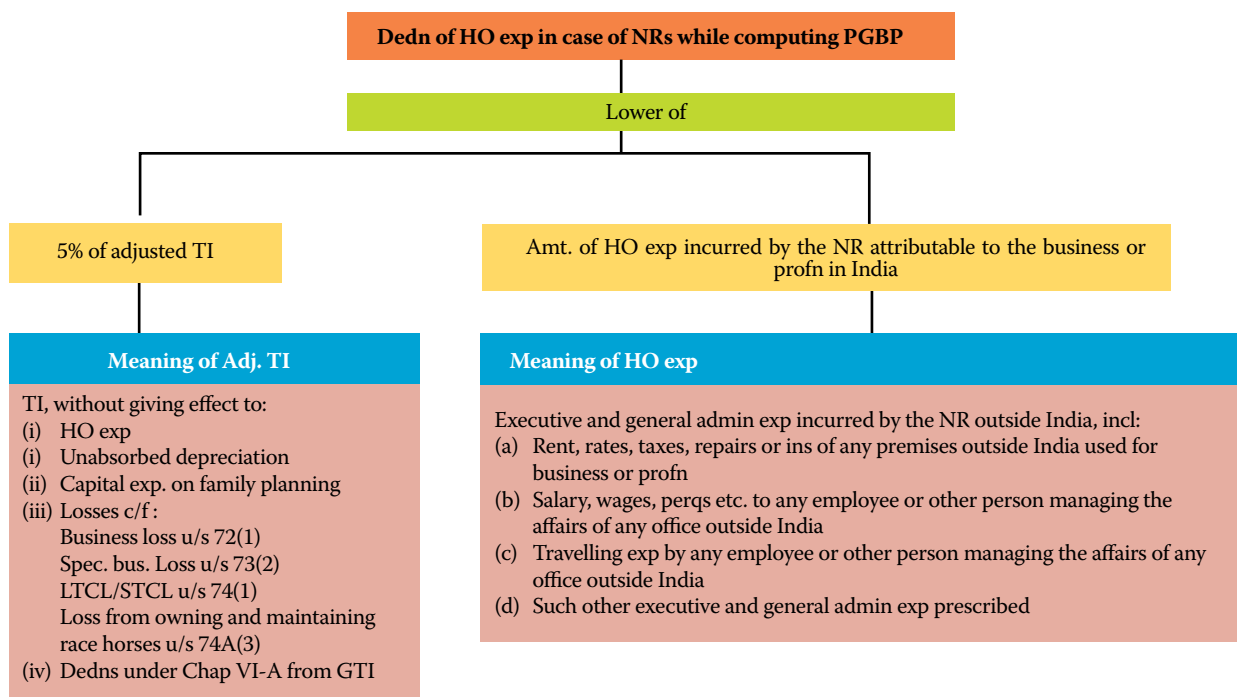 Dedn of HO exp in case of NRs while computing PGBP
Lower of
5% of adjusted TI
Amt. of HO exp incurred by the NR attributable to the business or
profn in India
Meaning of Adj. TI
TI, without giving effect to:
(i) HO exp
(i) Unabsorbed depreciation
(ii) Capital exp. on family planning
(iii) Losses c/f :
Business loss u/s 72(1)
Spec. bus. Loss u/s 73(2)
LTCL/STCL u/s 74(1)
Loss from owning and maintaining
race horses u/s 74A(3)
(iv) Dedns under Chap VI-A from GTI
Meaning of HO exp
Executive and general admin exp incurred by the NR outside India, incl:
(a) Rent, rates, taxes, repairs or ins of any premises outside India used for
business or profn
(b) Salary, wages, perqs etc. to any employee or other person managing the
affairs of any office outside India
(c) Travelling exp by any employee or other person managing the affairs of any
office outside India
(d) Such other executive and general admin exp prescribed